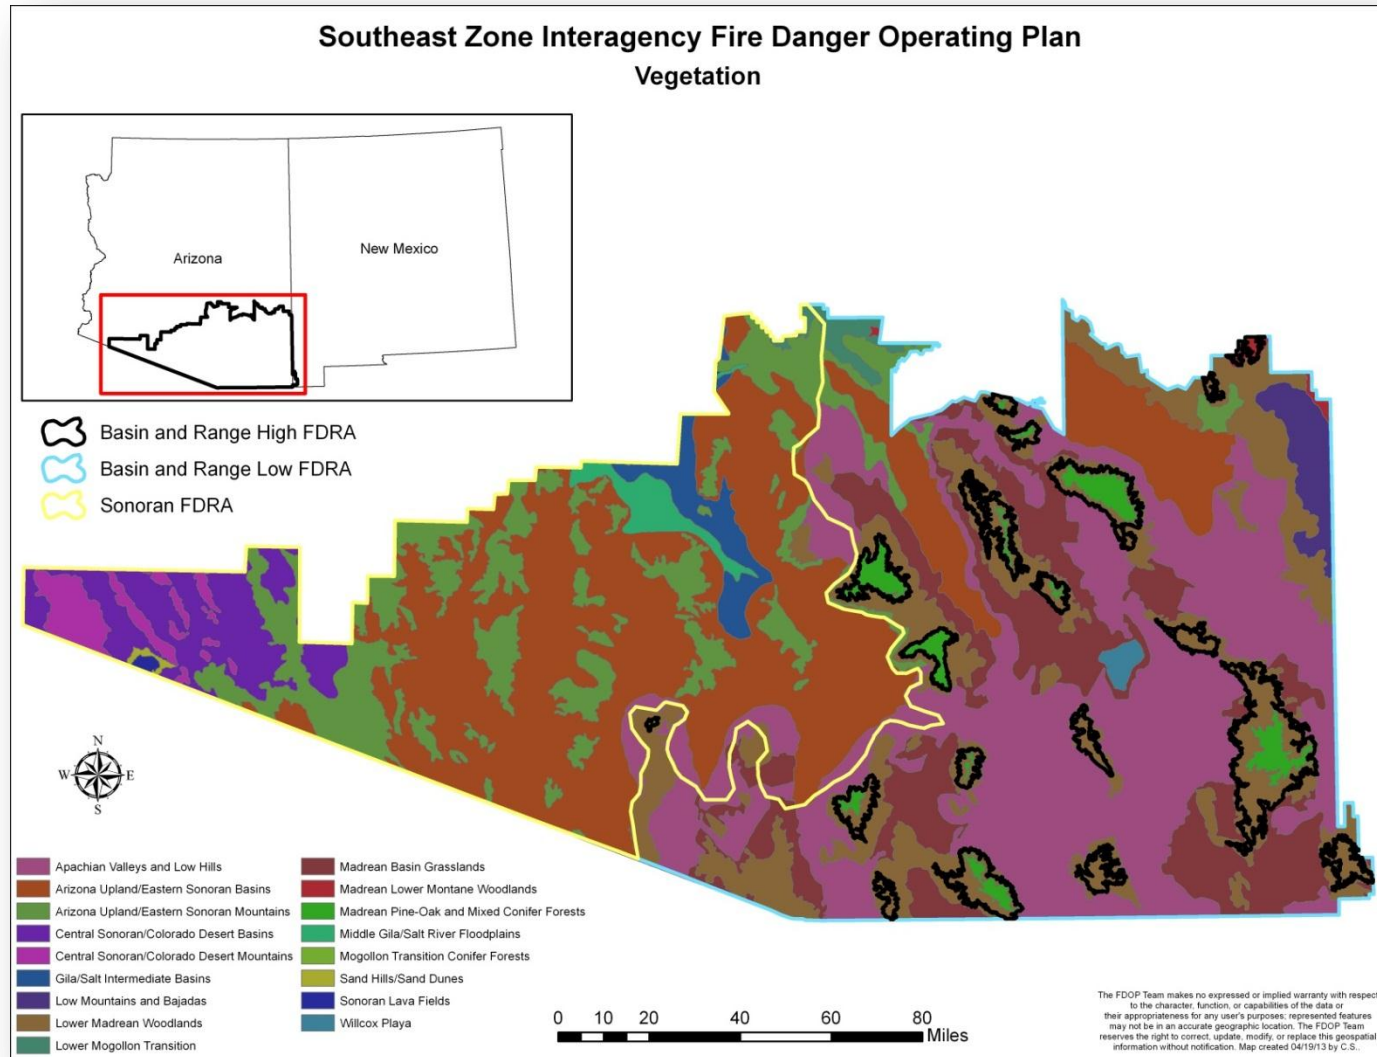 Southeast Zone Interagency Fire Danger Operating Plan
Vegetation
Arizona
New Mexico
Basin and Range High FDRA
Basin and Range Low FDRA
Sonoran FDRA
N
W E
S
Apachian Valleys and Low Hills
Arizona Upland/Eastern Sonoran Basins
Arizona Upland/Eastern Sonoran Mountains
Central Sonoran/Colorado Desert Basins
Central Sonoran/Colorado Desert Mountains
Gila/Salt Intermediate Basins
Low Mountains and Bajadas
Lower Madrean Woodlands
Lower Mogollon Transition
Madrean Basin Grasslands
Madrean Lower Montane Woodlands
Madrean Pine-Oak and Mixed Conifer Forests
Middle Gila/Salt River Floodplains
Mogollon Transition Conifer Forests
Sand Hills/Sand Dunes
Sonoran Lava Fields
Willcox Playa
0 10 20 40 60 80
Miles
The FDOP Team makes no expressed or implied warranty with respect
to the character, function, or capabilities of the data or
their appropriateness for any user's purposes; represented features
may not be in an accurate geographic location. The FDOP Team
reserves the right to correct, update, modify, or replace this geospatial
information without notification. Map created 04/19/13 by C.S..